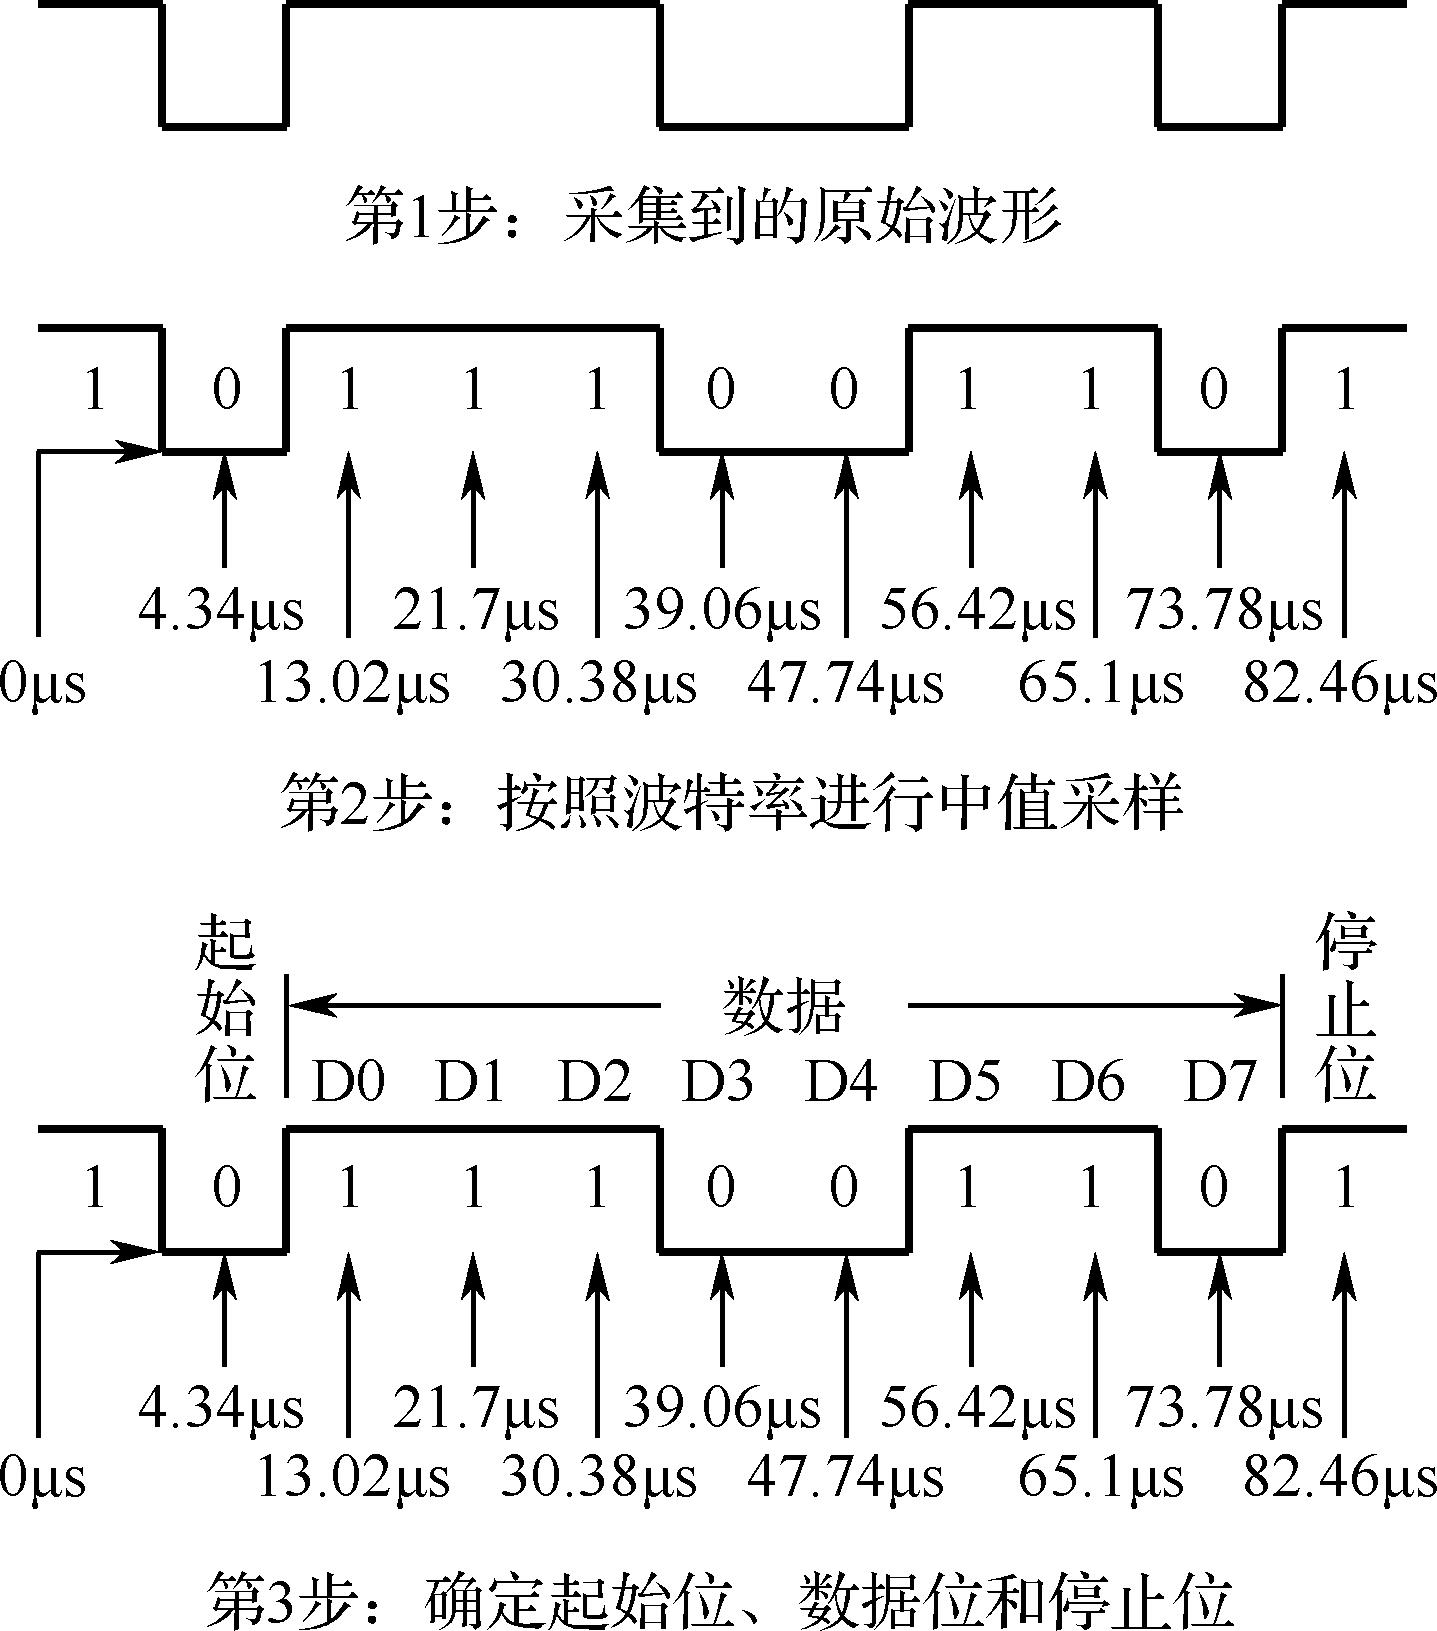 第1步：采集到的原始波形
1 0 1 1 1 0 0 1 1 0 1
4.34μs 21.7μs 39.06μs 56.42μs 73.78μs
0μs 13.02μs 30.38μs 47.74μs 65.1μs 82.46μs
第2步：按照波特率进行中值采样
起始位 数据 停止位
D0 D1 D2 D3 D4 D5 D6 D7
1 0 1 1 1 0 0 1 1 0 1
4.34μs 21.7μs 39.06μs 56.42μs 73.78μs
0μs 13.02μs 30.38μs 47.74μs 65.1μs 82.46μs
第3步：确定起始位、数据位和停止位